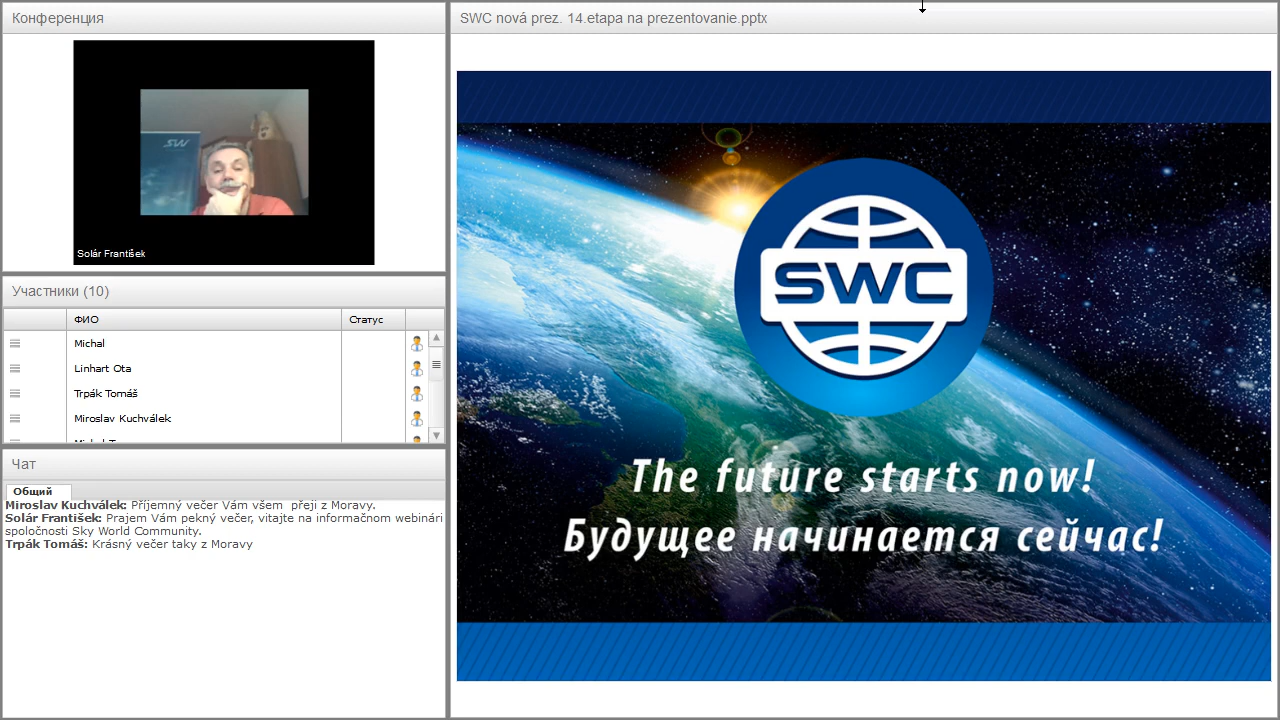 Конференция
SW
Solár František
Участники (10)
ФИО
Статус
Michal
Linhart Ota
Trpák Tomáš
Miroslav Kuchválek
Чат
Общий
Miroslav Kuchválek: Příjemný večer Vám všem přeji z Moravy.
Solár František: Prajem Vám pekný večer, vitajte na informačnom webinári
spoločnosti Sky World Community.
Trpák Tomáš: Krásný večer taky z Moravy
SWC nová prez. 14.etapa na prezentovanie.pptx
SWC
The future starts now!
Будущее начинается сейчас!